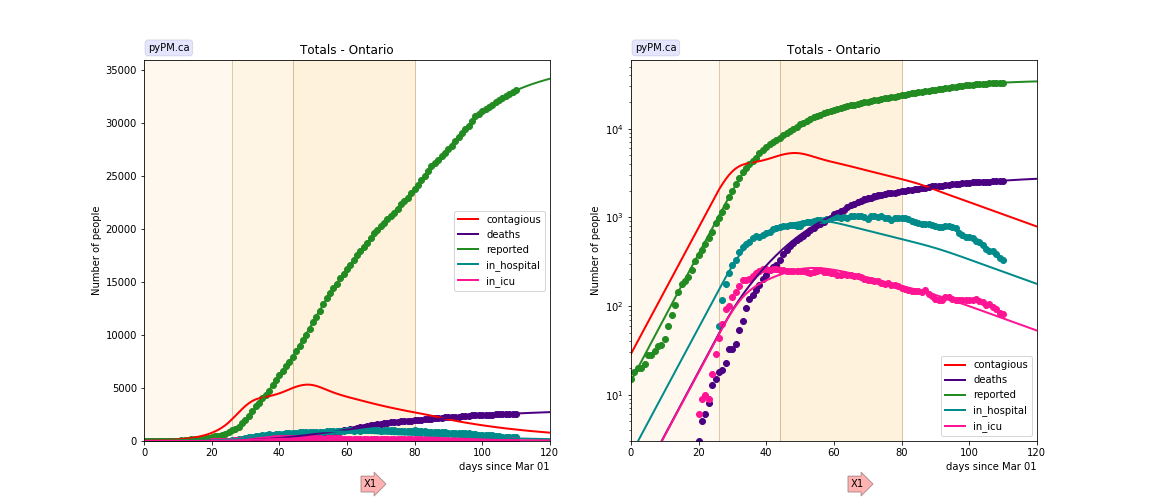 pyPM.ca
Totals - Ontario
Number of people
35000
30000
25000
20000
15000
10000
5000
0
contagious
deaths
reported
in_hospital
in_icu
0 20 40 60 80 100 120
days since Mar 01
X1
pyPM.ca
Totals - Ontario
Number of people
10^4
10^3
10^2
10^1
contagious
deaths
reported
in_hospital
in_icu
0 20 40 60 80 100 120
days since Mar 01
X1